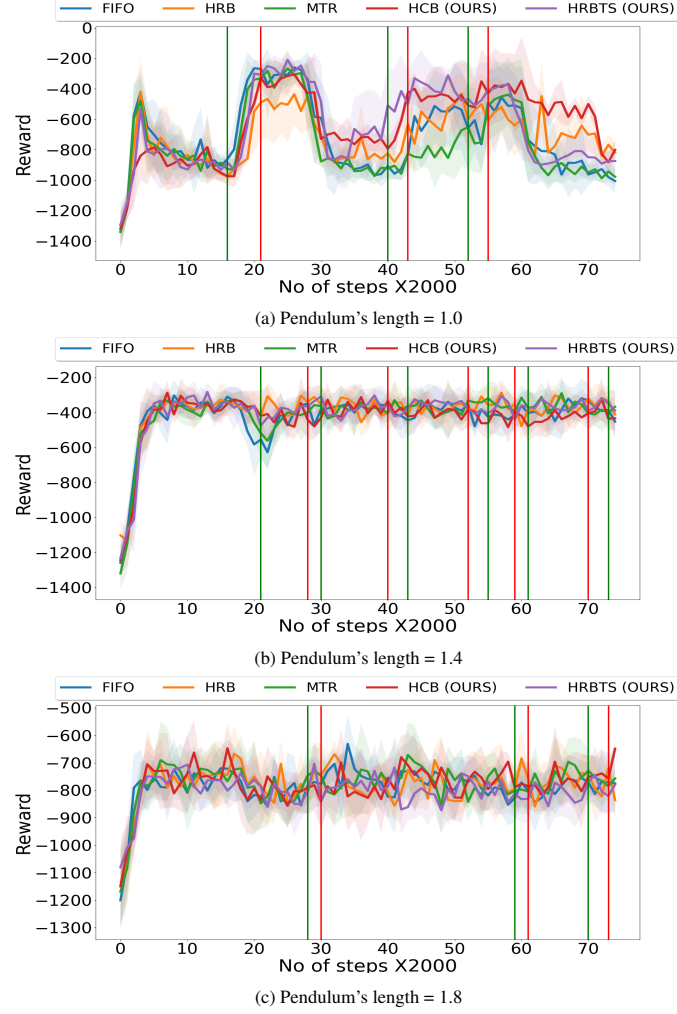 FIFO HRB MTR HCB (OURS) HRBTS (OURS)
0
−200
−400
−600
−800
−1000
−1200
−1400
Reward
0 10 20 30 40 50 60 70
No of steps X2000
(a) Pendulum's length = 1.0
FIFO HRB MTR HCB (OURS) HRBTS (OURS)
−200
−400
−600
−800
−1000
−1200
−1400
Reward
0 10 20 30 40 50 60 70
No of steps X2000
(b) Pendulum's length = 1.4
FIFO HRB MTR HCB (OURS) HRBTS (OURS)
−500
−600
−700
−800
−900
−1000
−1100
−1200
−1300
Reward
0 10 20 30 40 50 60 70
No of steps X2000
(c) Pendulum's length = 1.8